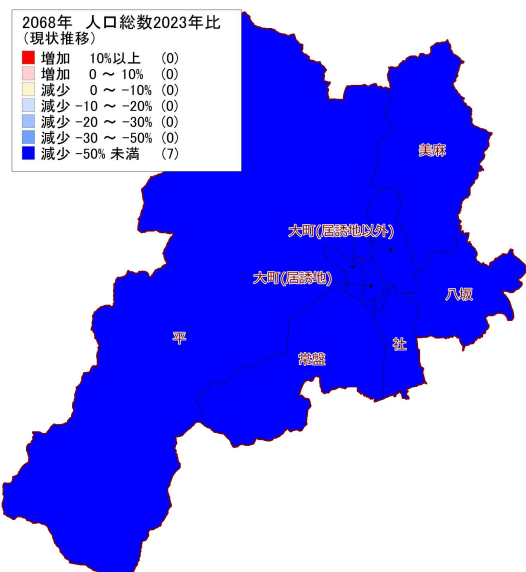 2068年 人口総数2023年比
(現状推移)
増加 10%以上 (0)
増加 0 ～ 10% (0)
減少 0 ～ -10% (0)
減少 -10 ～ -20% (0)
減少 -20 ～ -30% (0)
減少 -30 ～ -50% (0)
減少 -50% 未満 (7)
美麻
大町(居誘地以外)
大町(居誘地)
八坂
平
社
常盤